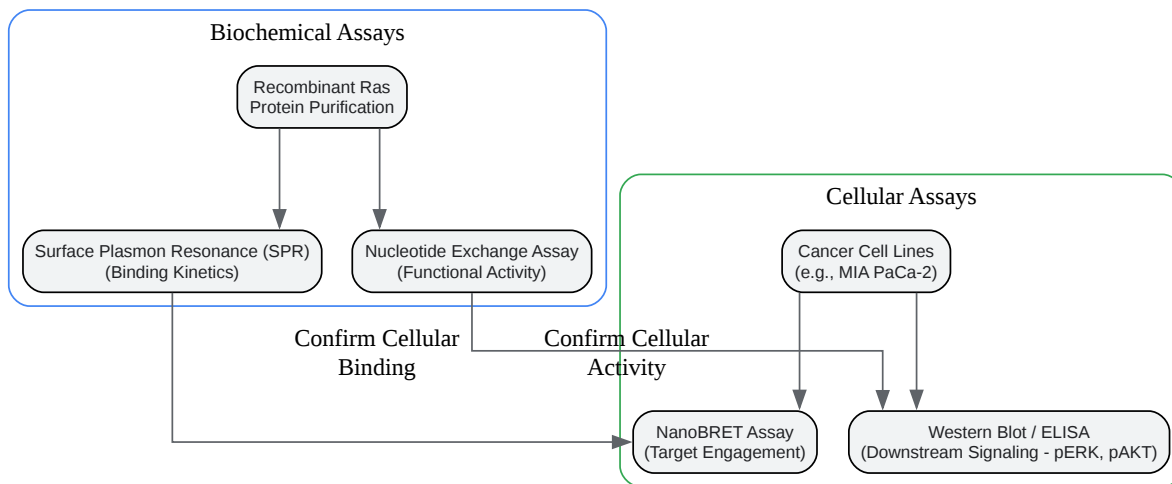 Biochemical Assays
Recombinant Ras
Protein Purification
Surface Plasmon Resonance (SPR)
(Binding Kinetics)
Nucleotide Exchange Assay
(Functional Activity)
Cellular Assays
Cancer Cell Lines
(e.g., MIA PaCa-2)
Confirm Cellular
Binding
Confirm Cellular
Activity
NanoBRET Assay
(Target Engagement)
Western Blot / ELISA
(Downstream Signaling - pERK, pAKT)